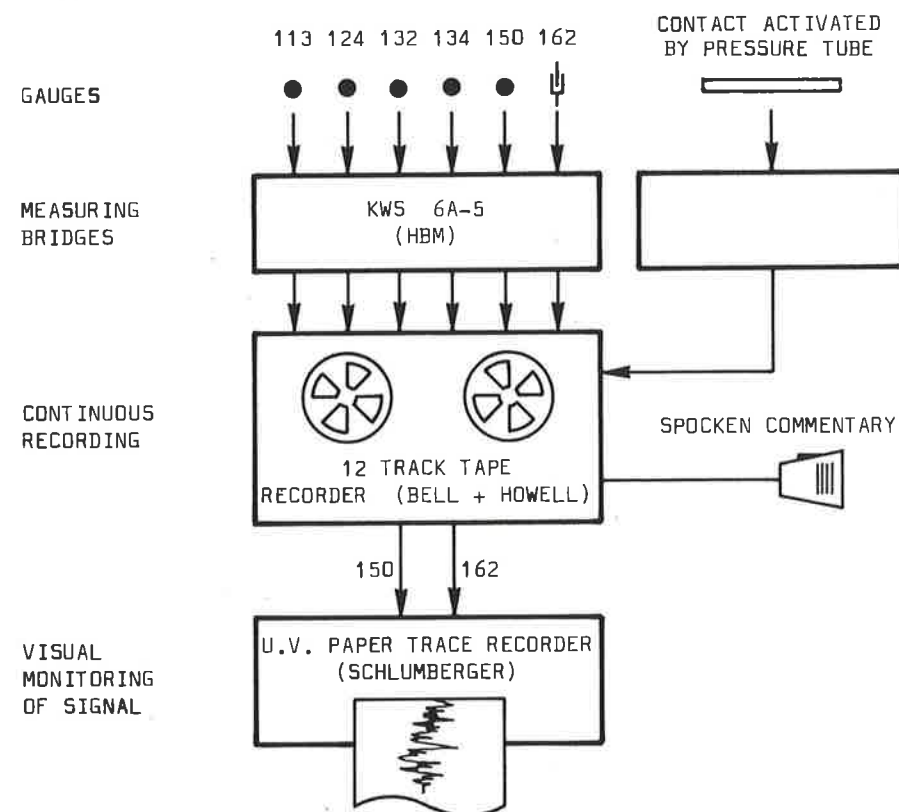 CONTACT ACTIVATED
BY PRESSURE TUBE
113 124 132 134 150 162
GAUGES
MEASURING
BRIDGES
KWS 6A-5
(HBM)
CONTINUOUS
RECORDING
SPOCKEN COMMENTARY
12 TRACK TAPE
RECORDER (BELL + HOWELL)
150 162
VISUAL
MONITORING
OF SIGNAL
U.V. PAPER TRACE RECORDER
(SCHLUMBERGER)